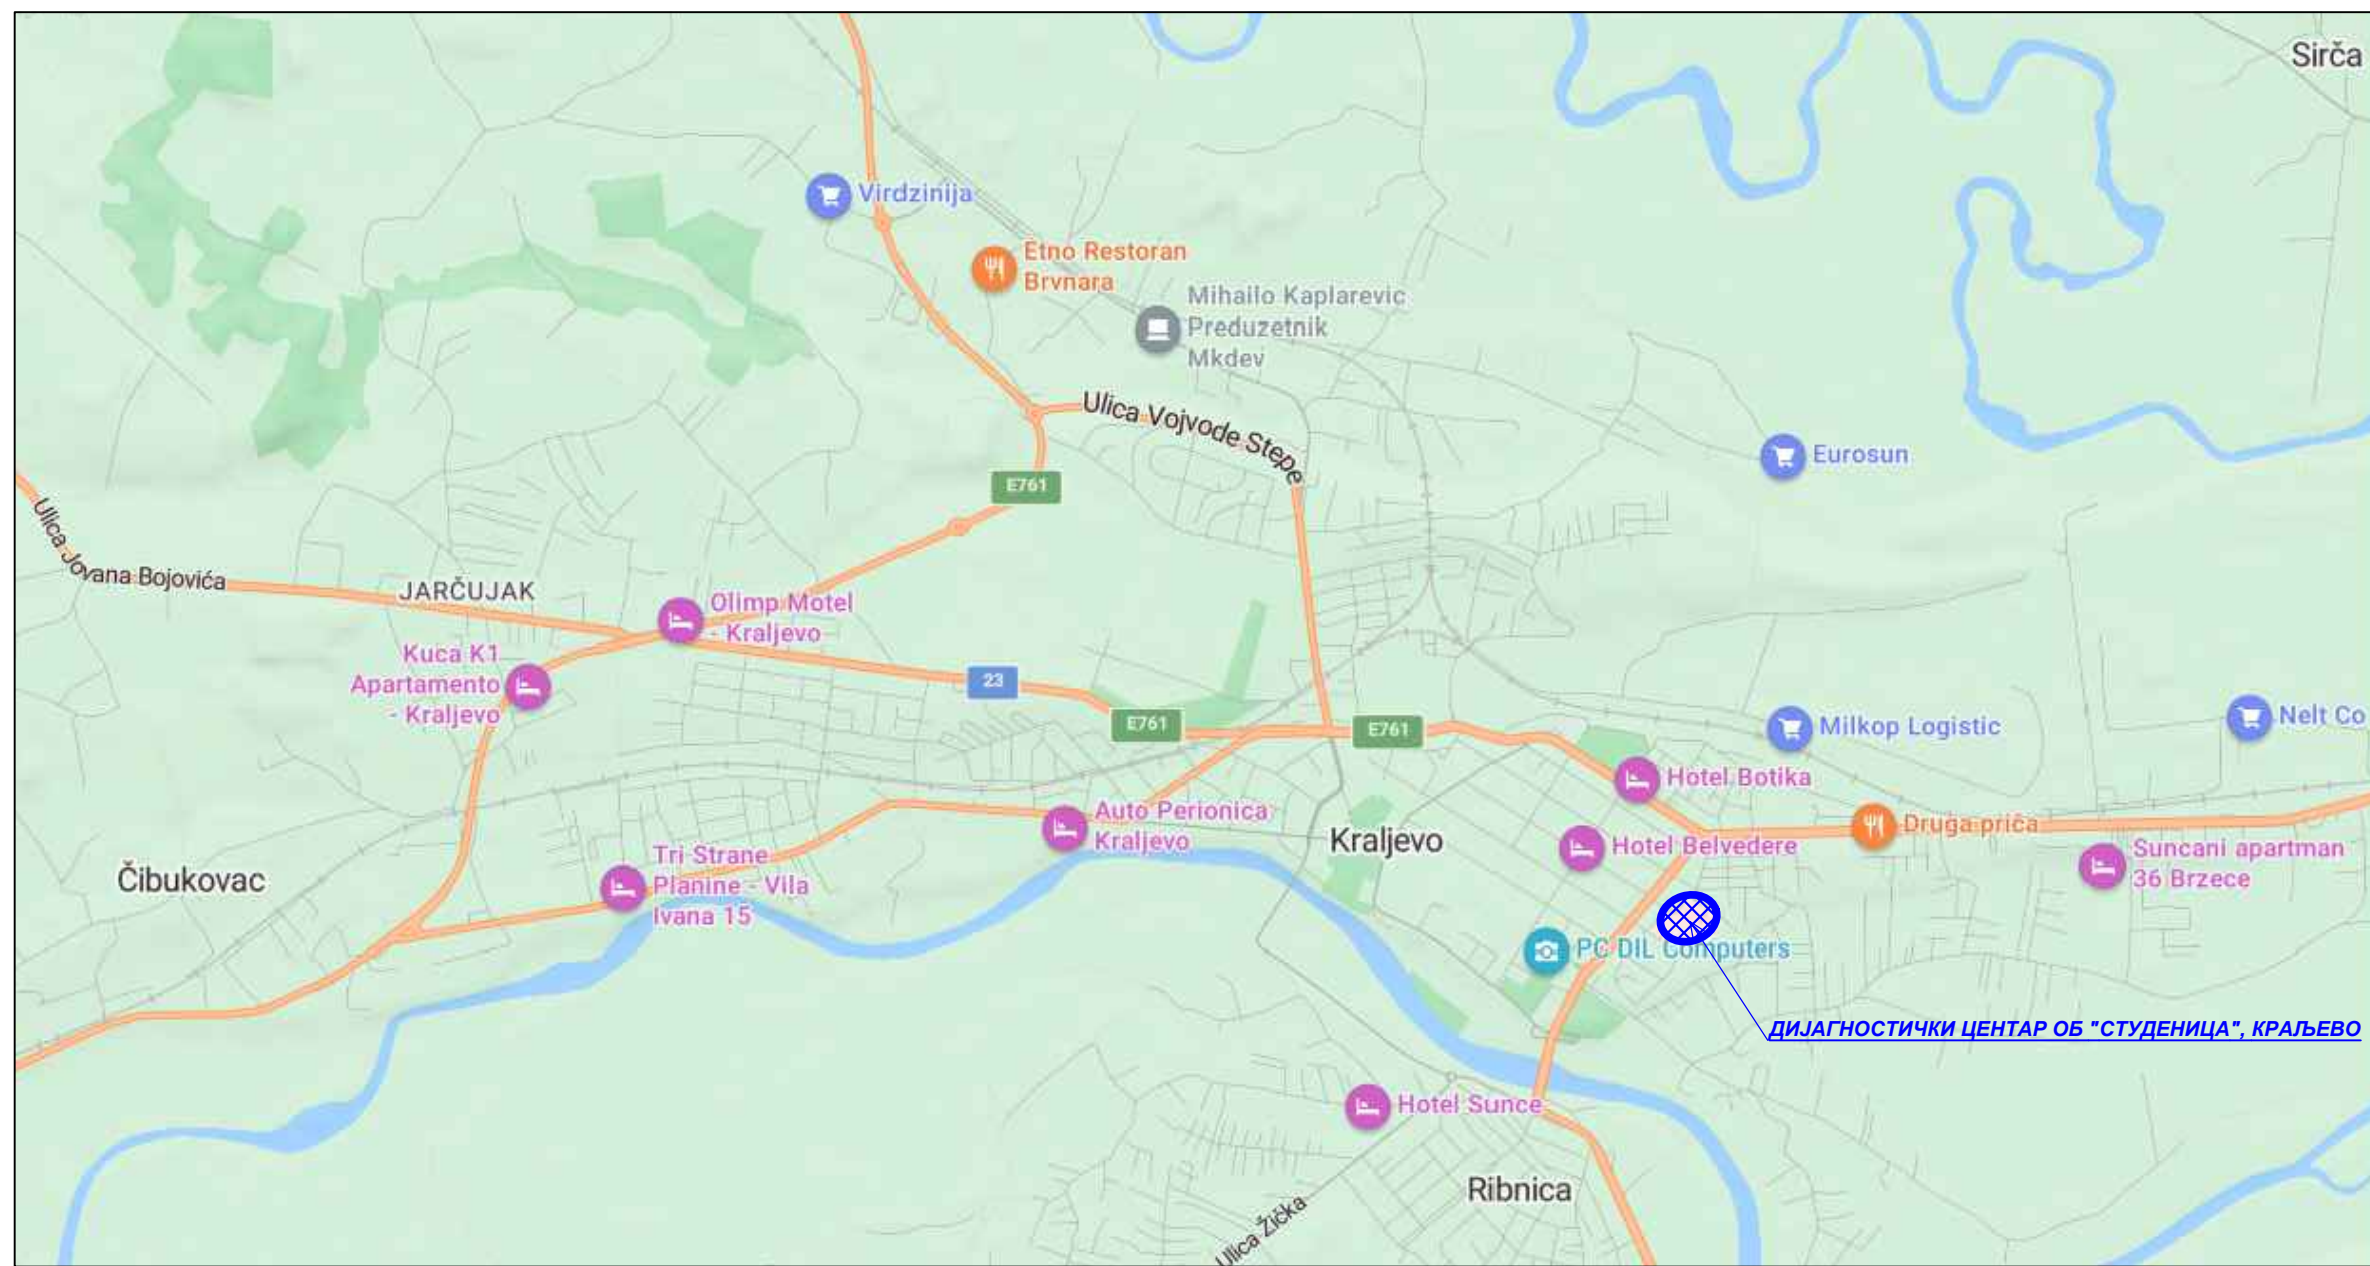 Sirča
Virdzinija
Etno Restoran
Brvnara
Mihailo Kaplarevic
Preduzetnik
Mkdev
Ulica Vojvode Stepe
Eurosun
E761
Ulica Jovana Bojovića
JARČUJAK
Olimp Motel
- Kraljevo
Kuca K1
Apartamento
- Kraljevo
23
E761
E761
Milkop Logistic
Nelt Co
Hotel Botika
Auto Perionica
Kraljevo
Kraljevo
Druga priča
Hotel Belvedere
Suncani apartman
36 Brzece
Čibukovac
Tri Strane
Planine - Vila
Ivana 15
PC DIL Computers
ДИЈАГНОСТИЧКИ ЦЕНТАР ОБ "СТУДЕНИЦА", КРАЉЕВО
Hotel Sunce
Ribnica
Ulica Žička